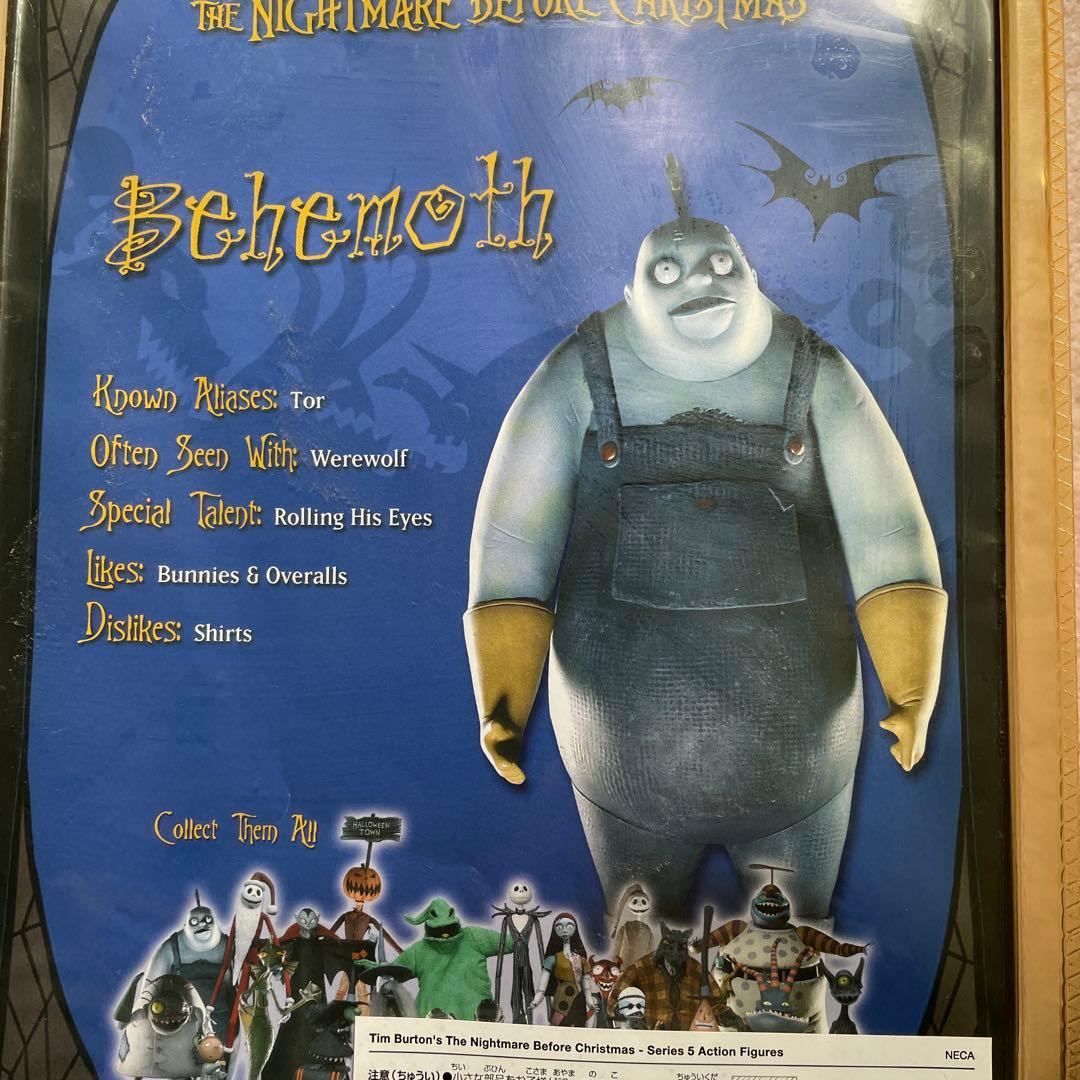 THE NIGHTMARE BEFORE CHRISTMAS
Behemoth
Known Aliases: Tor
Often Seen With: Werewolf
Special Talent: Rolling His Eyes
Likes: Bunnies & Overalls
Dislikes: Shirts
Collect Them All
HALLOWEEN
TOWN
Tim Burton's The Nightmare Before Christmas - Series 5 Action Figures
NECA
注意(ちゅうい)